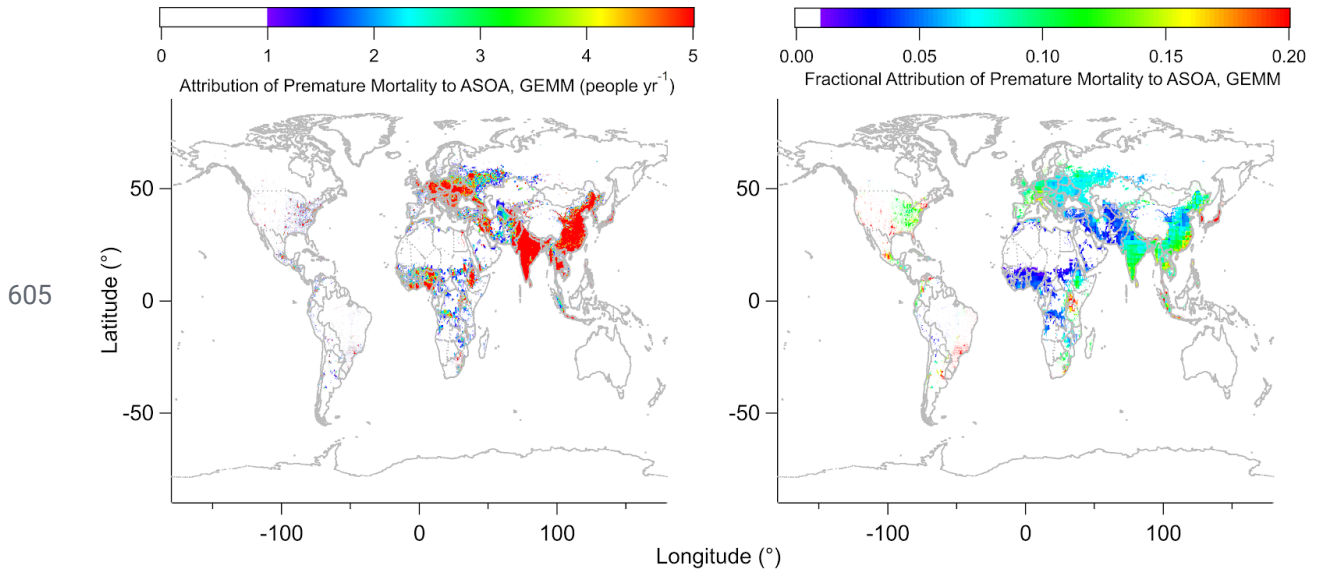 0 1 2 3 4 5
Attribution of Premature Mortality to ASOA, GEMM (people yr⁻¹)
0.00 0.05 0.10 0.15 0.20
Fractional Attribution of Premature Mortality to ASOA, GEMM
605
Latitude (°)
50
0
-50
-100 0 100
50
0
-50
-100 0 100
Longitude (°)